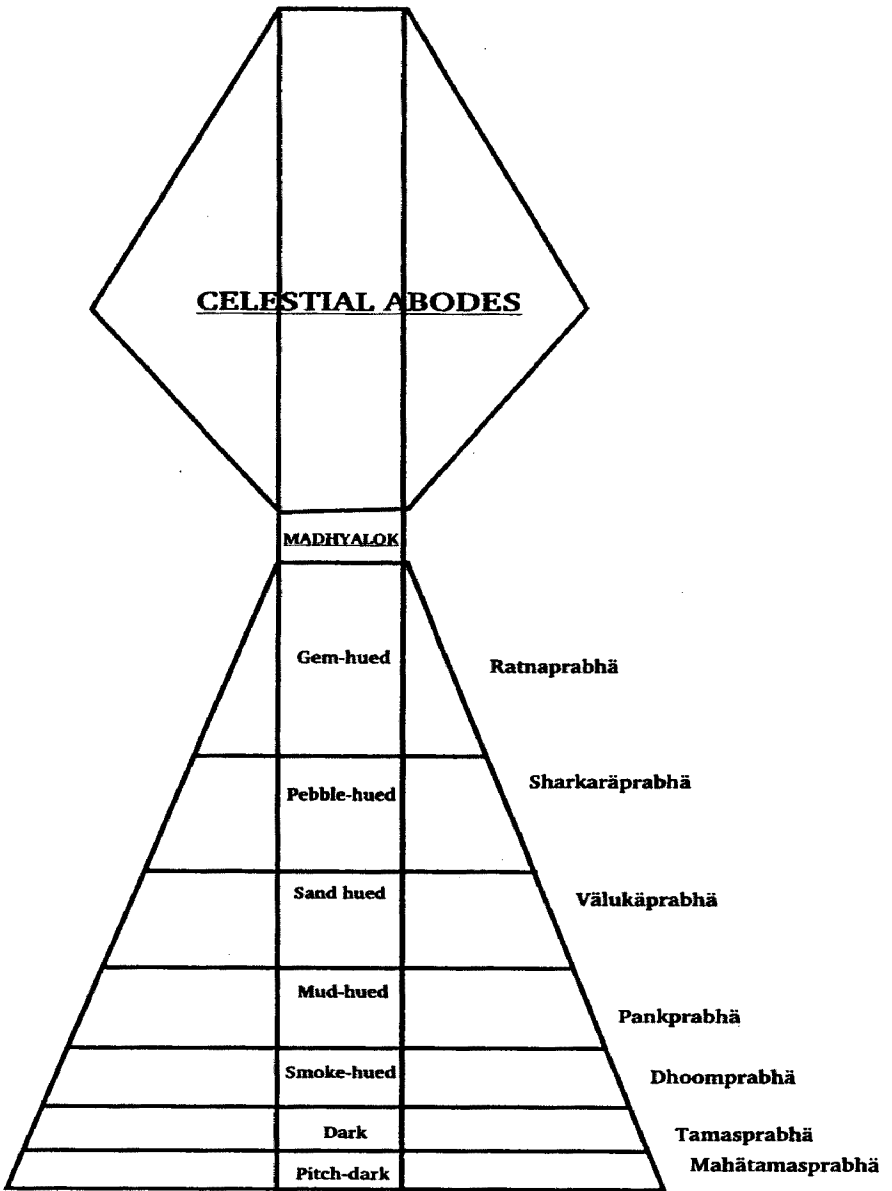 CELESTIAL ABODES
MADHYALOK
Gem-hued
Ratnaprabhä
Pebble-hued
Sharkaräprabhä
Sand hued
Välukäprabhä
Mud-hued
Pankprabhä
Smoke-hued
Dhoomprabhä
Dark
Tamasprabhä
Pitch-dark
Mahätamasprabhä